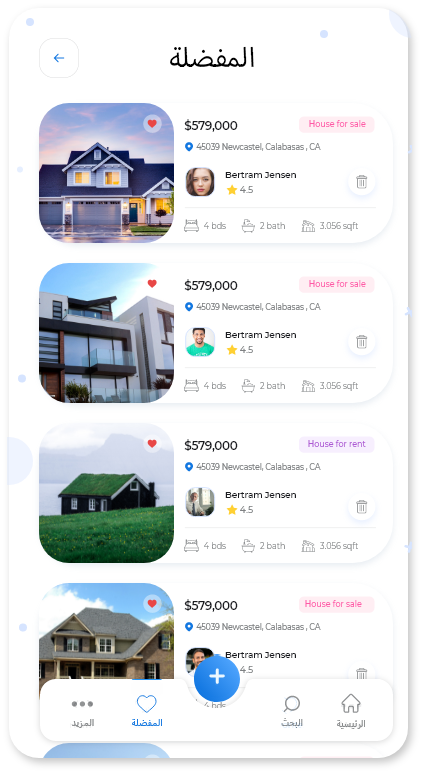 المفضلة
$579,000 House for sale
45039 Newcastel, Calabasas , CA
Bertram Jensen
4.5
4 bds 2 bath 3.056 sqft
$579,000 House for sale
45039 Newcastel, Calabasas , CA
Bertram Jensen
4.5
4 bds 2 bath 3.056 sqft
$579,000 House for rent
45039 Newcastel, Calabasas , CA
Bertram Jensen
4.5
4 bds 2 bath 3.056 sqft
$579,000 House for sale
45039 Newcastel, Calabasas , CA
Bertram Jensen
4.5
4 bds
الرئيسية البحث المفضلة المزيد